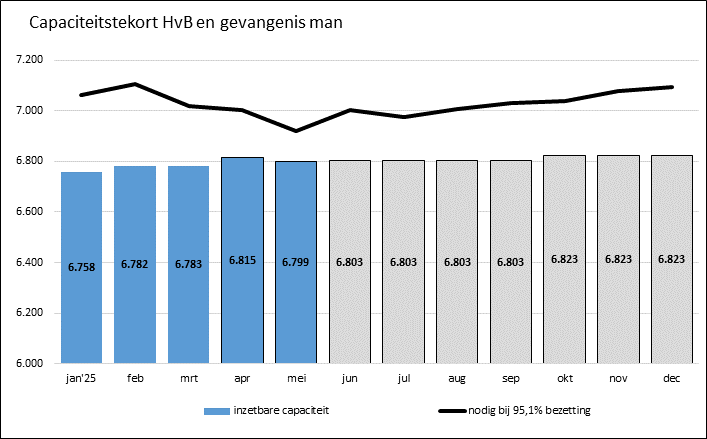 Capaciteitstekort HvB en gevangenis man
7.200
7.000
6.800
6.600
6.400
6.200
6.000
6.758 6.782 6.783 6.815 6.799 6.803 6.803 6.803 6.803 6.823 6.823 6.823
jan'25 feb mrt apr mei jun jul aug sep okt nov dec
inzetbare capaciteit nodig bij 95,1% bezetting